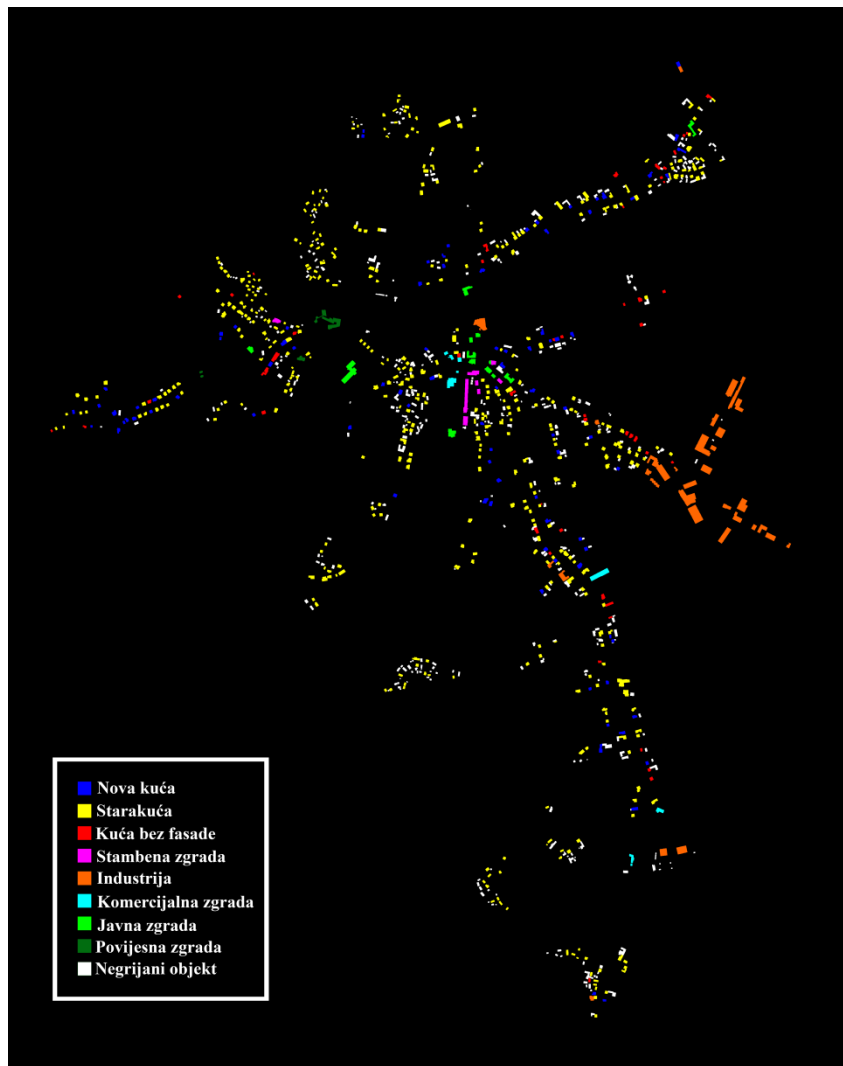 Nova kuća
Starakuća
Kuća bez fasade
Stambena zgrada
Industrija
Komercijalna zgrada
Javna zgrada
Povijesna zgrada
Negrijani objekt